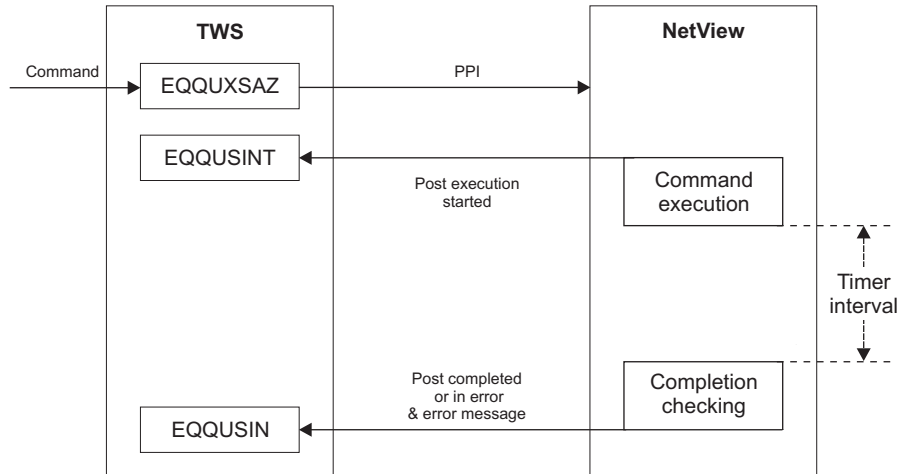 TWS
NetView
Command
EQQUXSAZ
PPI
EQQUSINT
Post execution
started
Command
execution
Timer
interval
Post completed
or in error
& error message
Completion
checking
EQQUSIN